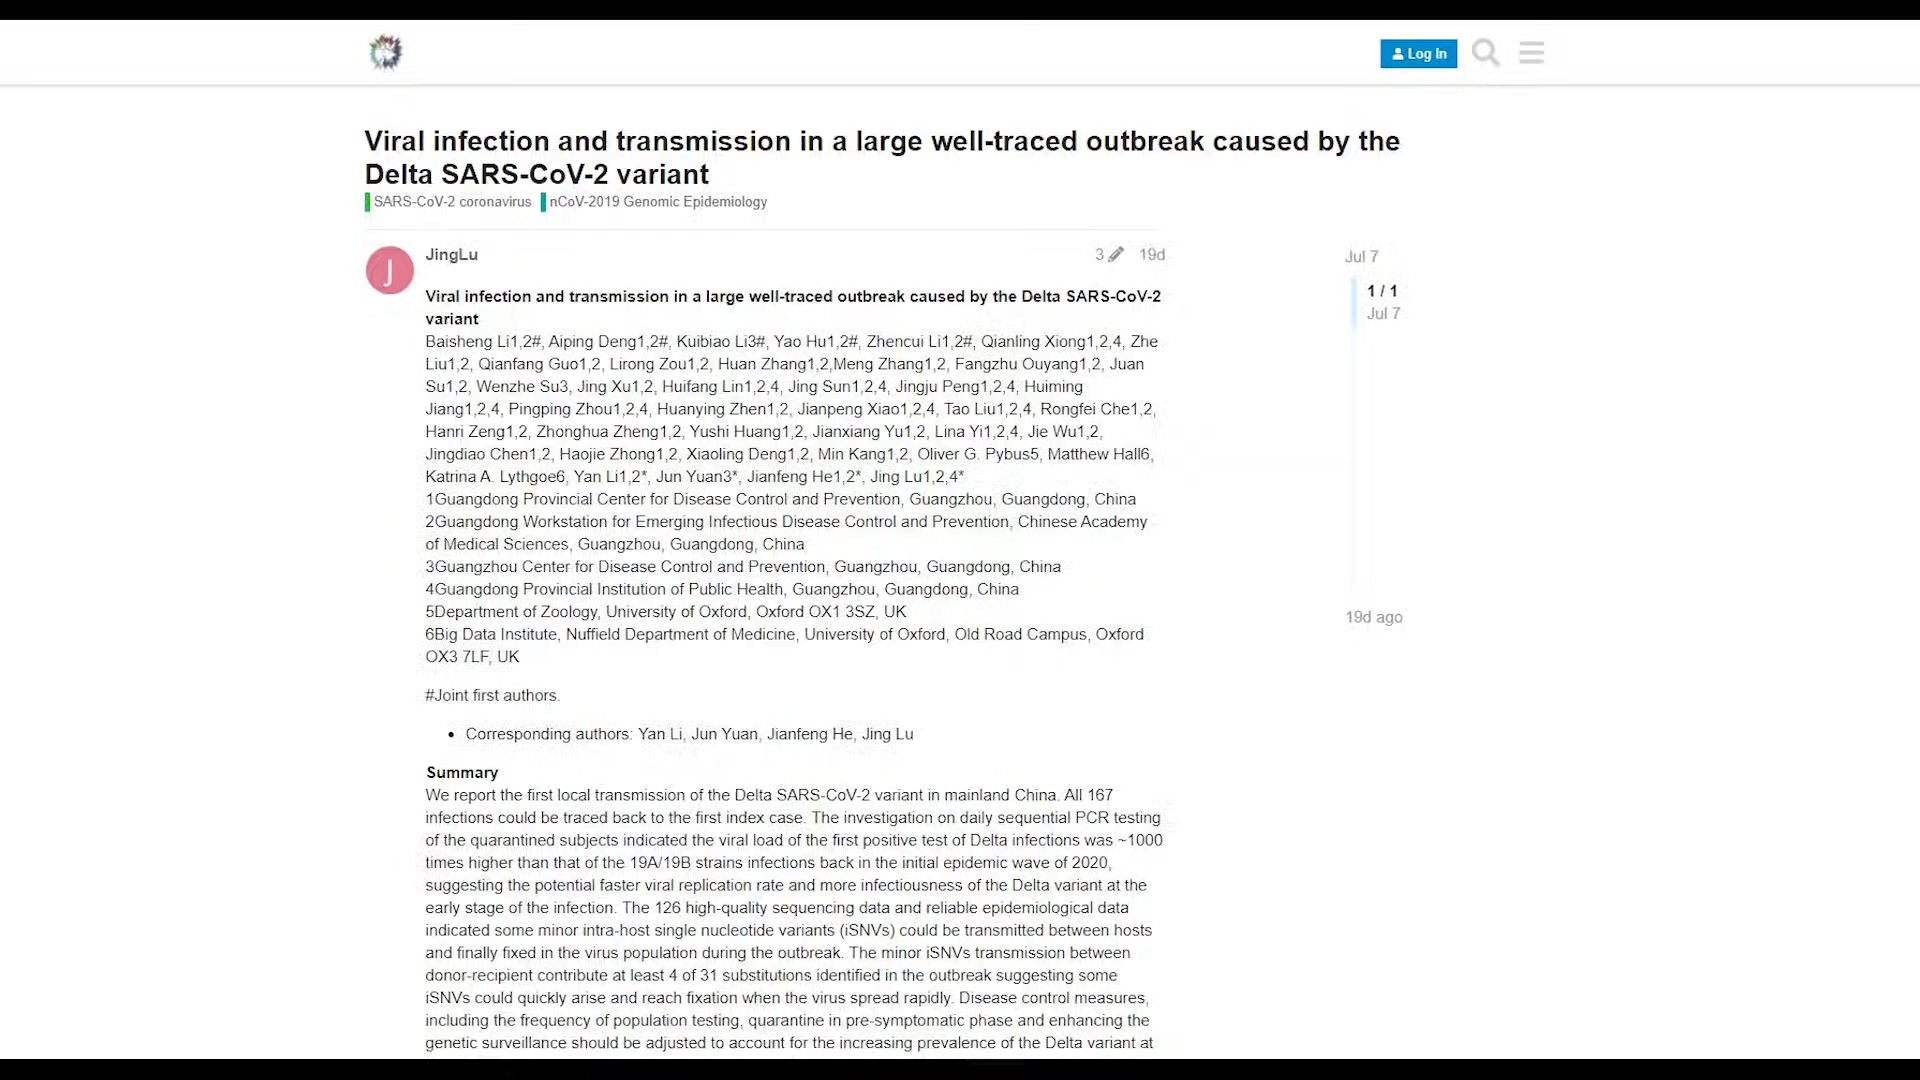 Log In
Viral infection and transmission in a large well-traced outbreak caused by the
Delta SARS-CoV-2 variant
SARS-CoV-2 coronavirus nCoV-2019 Genomic Epidemiology
J
JingLu
3
19d
Jul 7
1 / 1
Jul 7
19d ago
Viral infection and transmission in a large well-traced outbreak caused by the Delta SARS-CoV-2
variant
Baisheng Li1,2#, Aiping Deng1,2#, Kuibiao Li3#, Yao Hu1,2#, Zhencui Li1,2#, Qianling Xiong1,2,4, Zhe
Liu1,2, Qianfang Guo1,2, Lirong Zou1,2, Huan Zhang1,2,Meng Zhang1,2, Fangzhu Ouyang1,2, Juan
Su1,2, Wenzhe Su3, Jing Xu1,2, Huifang Lin1,2,4, Jing Sun1,2,4, Jingju Peng1,2,4, Huiming
Jiang1,2,4, Pingping Zhou1,2,4, Huanying Zhen1,2, Jianpeng Xiao1,2,4, Tao Liu1,2,4, Rongfei Che1,2,
Hanri Zeng1,2, Zhonghua Zheng1,2, Yushi Huang1,2, Jianxiang Yu1,2, Lina Yi1,2,4, Jie Wu1,2,
Jingdiao Chen1,2, Haojie Zhong1,2, Xiaoling Deng1,2, Min Kang1,2, Oliver G. Pybus5, Matthew Hall6,
Katrina A. Lythgoe6, Yan Li1,2*, Jun Yuan3*, Jianfeng He1,2*, Jing Lu1,2,4*
1Guangdong Provincial Center for Disease Control and Prevention, Guangzhou, Guangdong, China
2Guangdong Workstation for Emerging Infectious Disease Control and Prevention, Chinese Academy
of Medical Sciences, Guangzhou, Guangdong, China
3Guangzhou Center for Disease Control and Prevention, Guangzhou, Guangdong, China
4Guangdong Provincial Institution of Public Health, Guangzhou, Guangdong, China
5Department of Zoology, University of Oxford, Oxford OX1 3SZ, UK
6Big Data Institute, Nuffield Department of Medicine, University of Oxford, Old Road Campus, Oxford
OX3 7LF, UK
#Joint first authors.
• Corresponding authors: Yan Li, Jun Yuan, Jianfeng He, Jing Lu
Summary
We report the first local transmission of the Delta SARS-CoV-2 variant in mainland China. All 167
infections could be traced back to the first index case. The investigation on daily sequential PCR testing
of the quarantined subjects indicated the viral load of the first positive test of Delta infections was ~1000
times higher than that of the 19A/19B strains infections back in the initial epidemic wave of 2020,
suggesting the potential faster viral replication rate and more infectiousness of the Delta variant at the
early stage of the infection. The 126 high-quality sequencing data and reliable epidemiological data
indicated some minor intra-host single nucleotide variants (iSNVs) could be transmitted between hosts
and finally fixed in the virus population during the outbreak. The minor iSNVs transmission between
donor-recipient contribute at least 4 of 31 substitutions identified in the outbreak suggesting some
iSNVs could quickly arise and reach fixation when the virus spread rapidly. Disease control measures,
including the frequency of population testing, quarantine in pre-symptomatic phase and enhancing the
genetic surveillance should be adjusted to account for the increasing prevalence of the Delta variant at